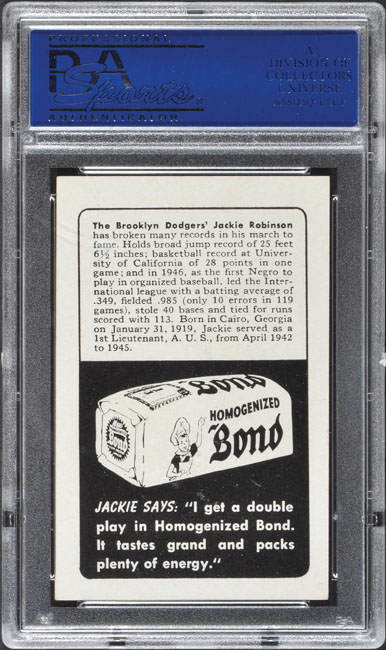 PROFESSIONAL
PSA
Sports
AUTHENTICATOR
A
DIVISION OF
COLLECTORS
UNIVERSE
NASDAQ: CLCT
The Brooklyn Dodgers' Jackie Robinson
has broken many records in his march to
fame. Holds broad jump record of 25 feet
6½ inches; basketball record at Univer-
sity of California of 28 points in one
game; and in 1946, as the first Negro to
play in organized baseball, led the Inter-
national league with a batting average of
.349, fielded .985 (only 10 errors in 119
games), stole 40 bases and tied for runs
scored with 113. Born in Cairo, Georgia
on January 31, 1919, Jackie served as a
1st Lieutenant, A. U. S., from April 1942
to 1945.
HOMOGENIZED
Bond
Bond
JACKIE SAYS: "I get a double
play in Homogenized Bond.
It tastes grand and packs
plenty of energy."